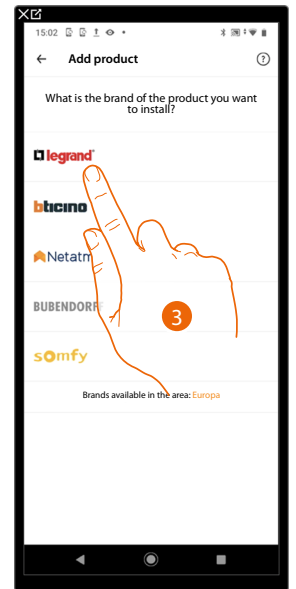 15:02
Add product
?
What is the brand of the product you want
to install?
legrand
bticino
Netatm
BUBENDORFF
somfy
3
Brands available in the area: Europa